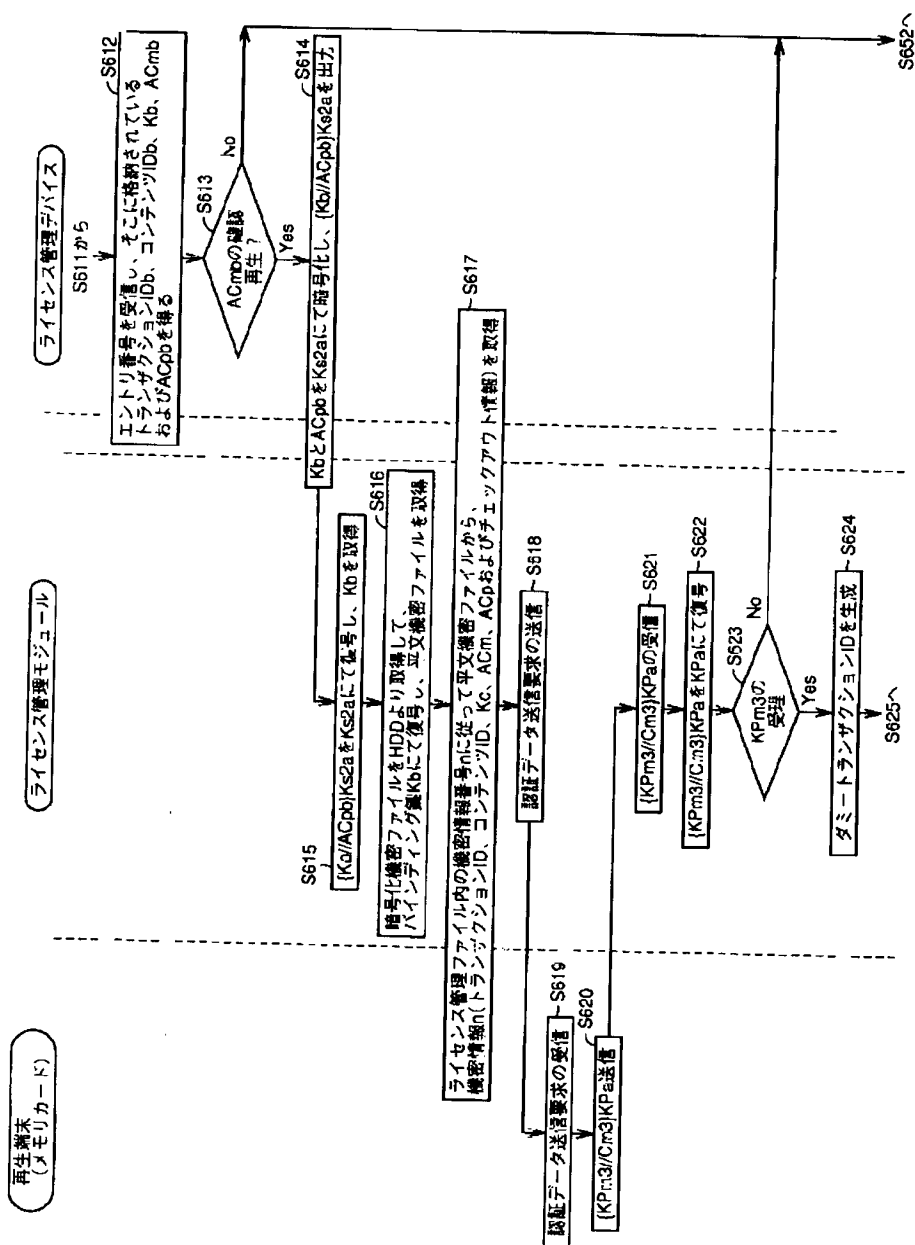 再生端末
(メモリカード)
ライセンス管理モジュール
ライセンス管理デバイス
S611から
S612
エントリ番号を受信し、そこに格納されている
トランザクションIDb、コンテンツIDb、Kb、ACmb
およびACpbを得る
S613
ACmbの確認
再生?
No
Yes
S614
KbとACpbをKs2aにて暗号化し、{Kb//ACpb}Ks2aを出力
S615
{Kb//ACpb}Ks2aをKs2aにて復号し、Kbを取得
S616
暗号化機密ファイルをHDDより取得して、
バインディング鍵Kbにて復号し、平文機密ファイルを取得
S617
ライセンス管理ファイル内の機密情報番号nに従って平文機密ファイルから、
機密情報n(トランザクションID、コンテンツID、Kc、ACm、ACpおよびチェックアウト情報)を取得
S618
認証データ送信要求の送信
S619
認証データ送信要求の受信
S620
{KPm3//Cm3}KPa送信
S621
{KPm3//Cm3}KPaの受信
S622
{KPm3//Cm3}KPaをKPaにて復号
S623
KPm3の
受理
No
Yes
S624
ダミートランザクションIDを生成
S625へ
S652へ